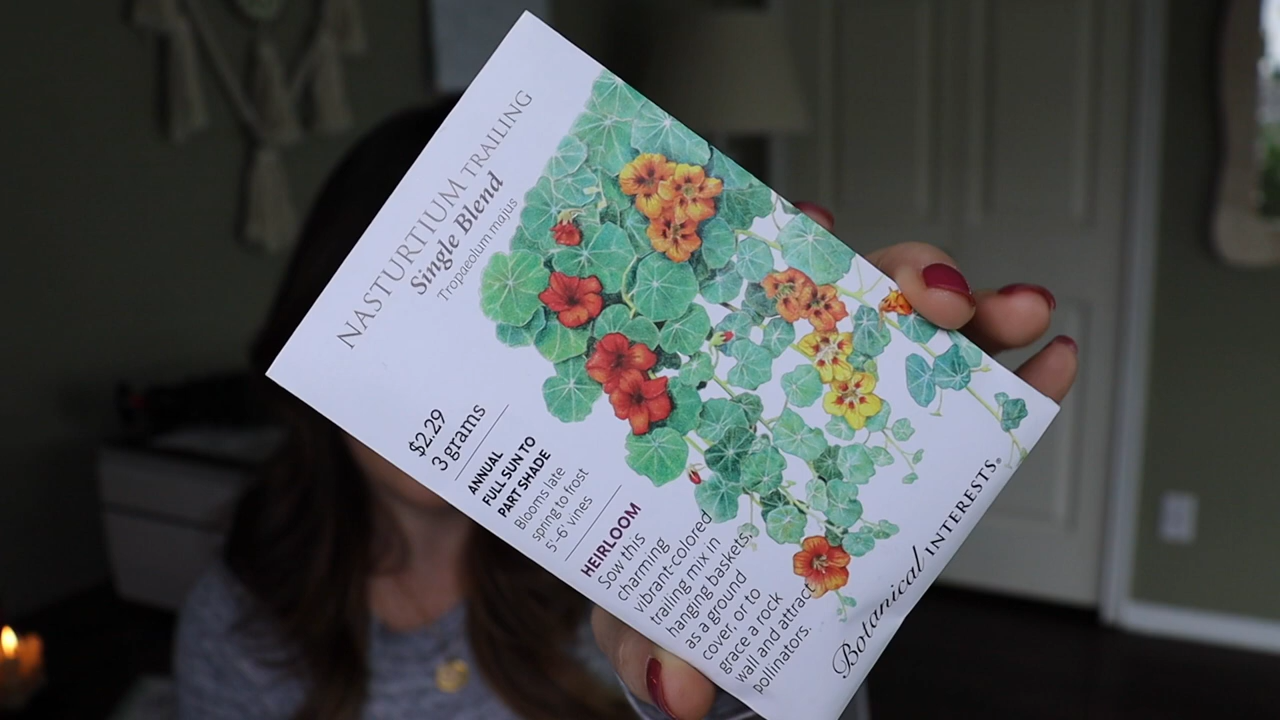 NASTURTIUM TRAILING
Single Blend
Tropaeolum majus
$2.29
3 grams
ANNUAL
FULL SUN TO
PART SHADE
Blooms late
spring to frost
5'–6' vines
HEIRLOOM
Sow this
charming
vibrant-colored
trailing mix in
hanging baskets,
as a ground
cover, or to
grace a rock
wall and attract
pollinators.
Botanical INTERESTS®